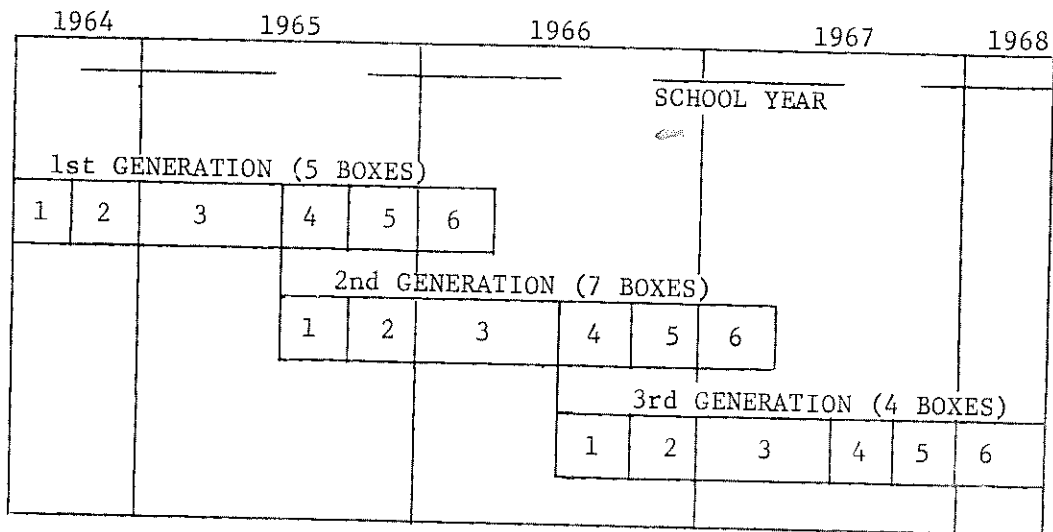 1964 1965 1966 1967 1968
SCHOOL YEAR
1st GENERATION (5 BOXES)
1 2 3 4 5 6
2nd GENERATION (7 BOXES)
1 2 3 4 5 6
3rd GENERATION (4 BOXES)
1 2 3 4 5 6